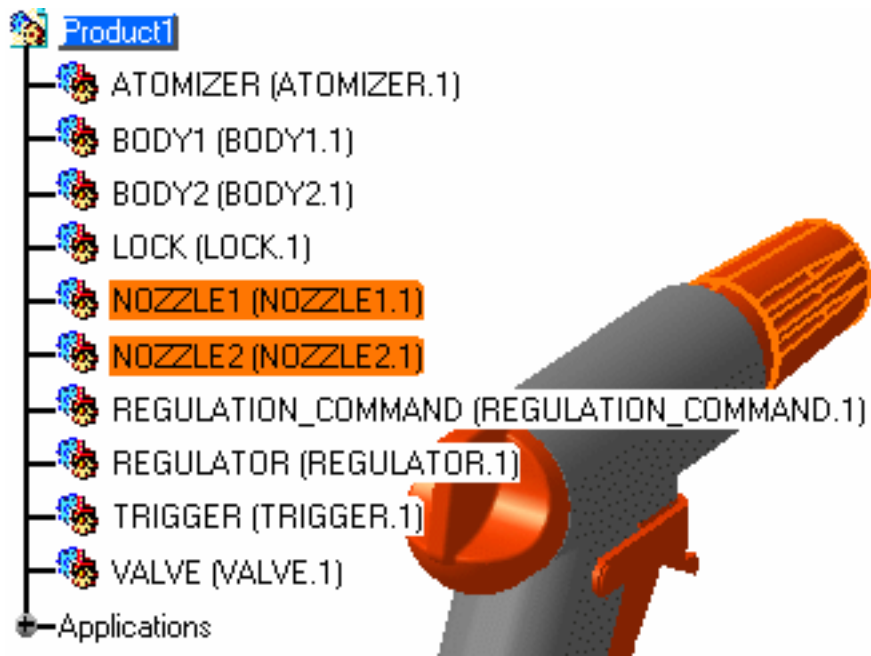 Product1
ATOMIZER (ATOMIZER.1)
BODY1 (BODY1.1)
BODY2 (BODY2.1)
LOCK (LOCK.1)
NOZZLE1 (NOZZLE1.1)
NOZZLE2 (NOZZLE2.1)
REGULATION_COMMAND (REGULATION_COMMAND.1)
REGULATOR (REGULATOR.1)
TRIGGER (TRIGGER.1)
VALVE (VALVE.1)
Applications